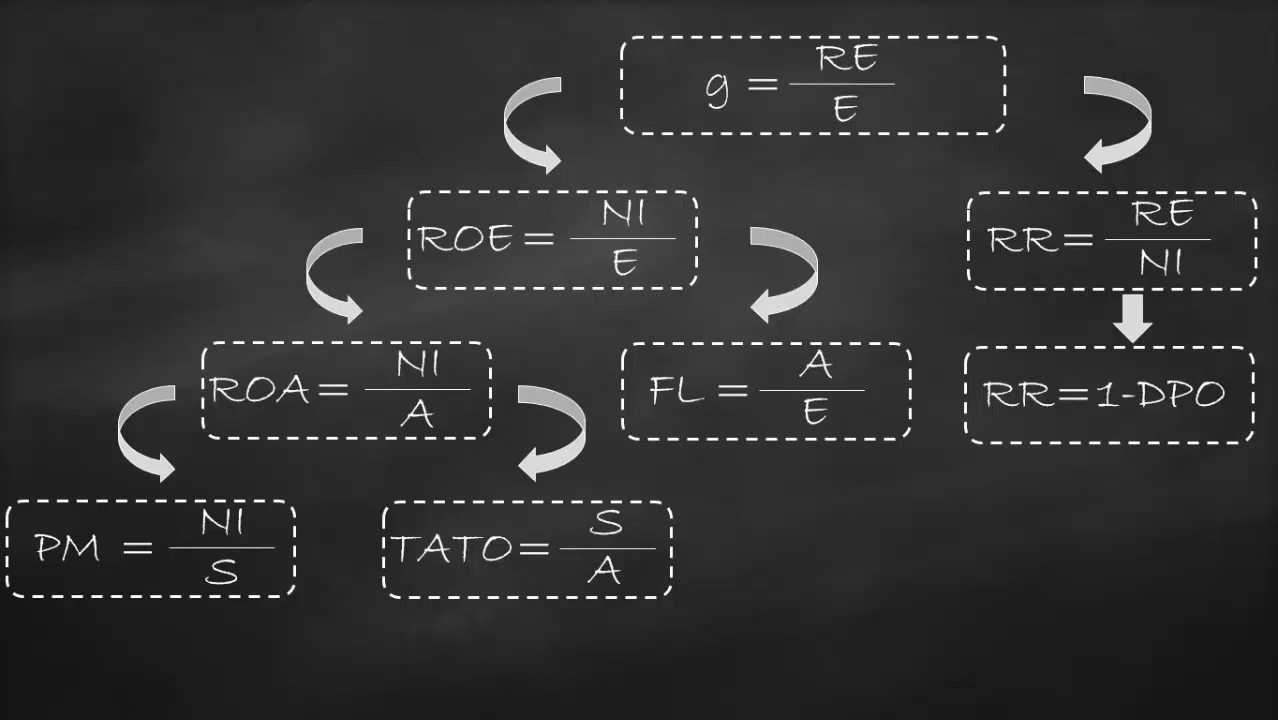 g = RE / E
ROE = NI / E
RR = RE / NI
ROA = NI / A
FL = A / E
RR = 1-DPO
PM = NI / S
TATO = S / A